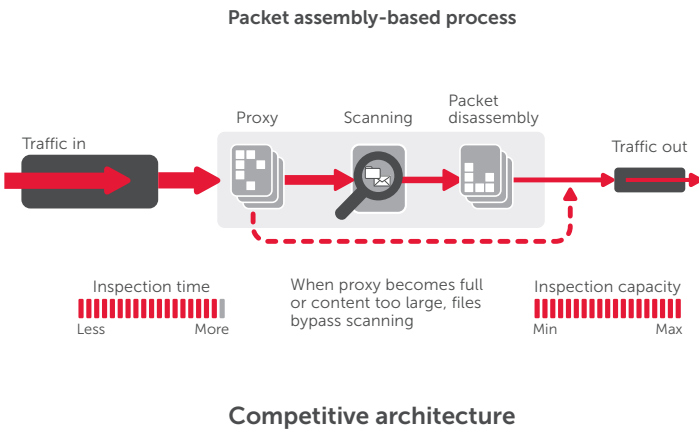 Packet assembly-based process
Packet
disassembly
Proxy
Scanning
Traffic in
Traffic out
Inspection time
Less
More
When proxy becomes full
or content too large, files
bypass scanning
Inspection capacity
Min
Max
Competitive architecture